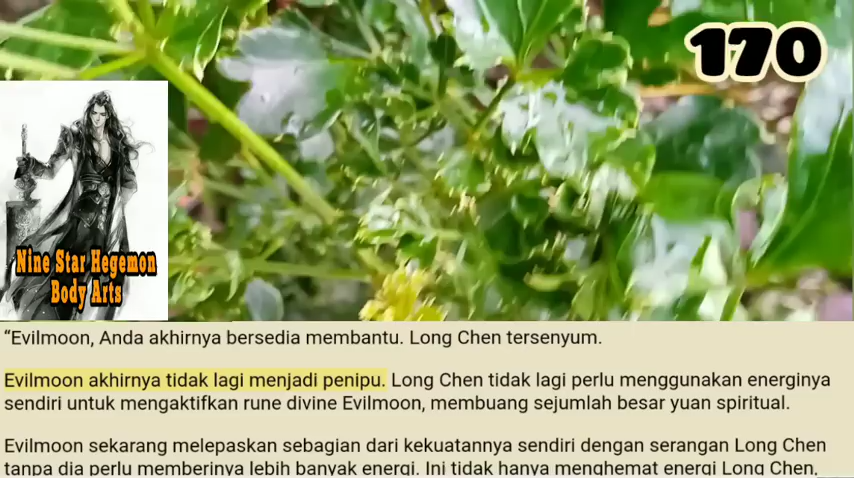 170
Nine Star Hegemon
Body Arts
“Evilmoon, Anda akhirnya bersedia membantu. Long Chen tersenyum.
Evilmoon akhirnya tidak lagi menjadi penipu. Long Chen tidak lagi perlu menggunakan energinya
sendiri untuk mengaktifkan rune divine Evilmoon, membuang sejumlah besar yuan spiritual.
Evilmoon sekarang melepaskan sebagian dari kekuatannya sendiri dengan serangan Long Chen
tanpa dia perlu memberinya lebih banyak energi. Ini tidak hanya menghemat energi Long Chen,